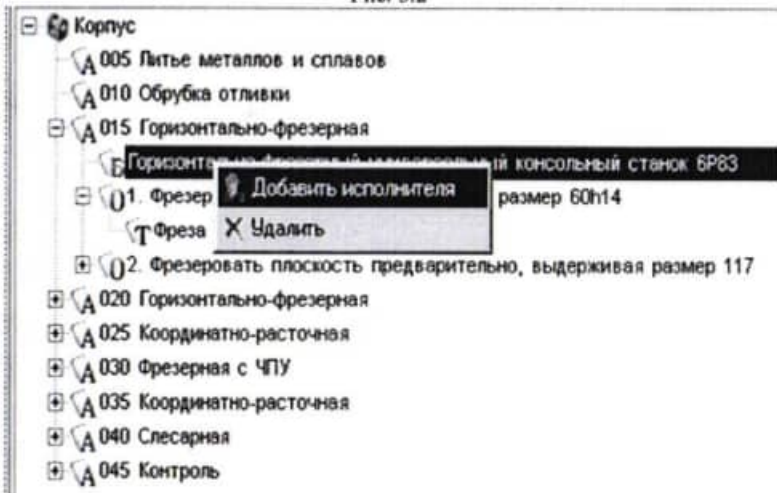 Корпус
А 005 Литье металлов и сплавов
А 010 Обрубка отливки
А 015 Горизонтально-фрезерная
Б Горизонта й консольный станок 6Р83
Добавить исполнителя
О 1. Фрезер размер 60h14
Т Фреза
Удалить
О 2. Фрезеровать плоскость предварительно, выдерживая размер 117
А 020 Горизонтально-фрезерная
А 025 Координатно-расточная
А 030 Фрезерная с ЧПУ
А 035 Координатно-расточная
А 040 Слесарная
А 045 Контроль